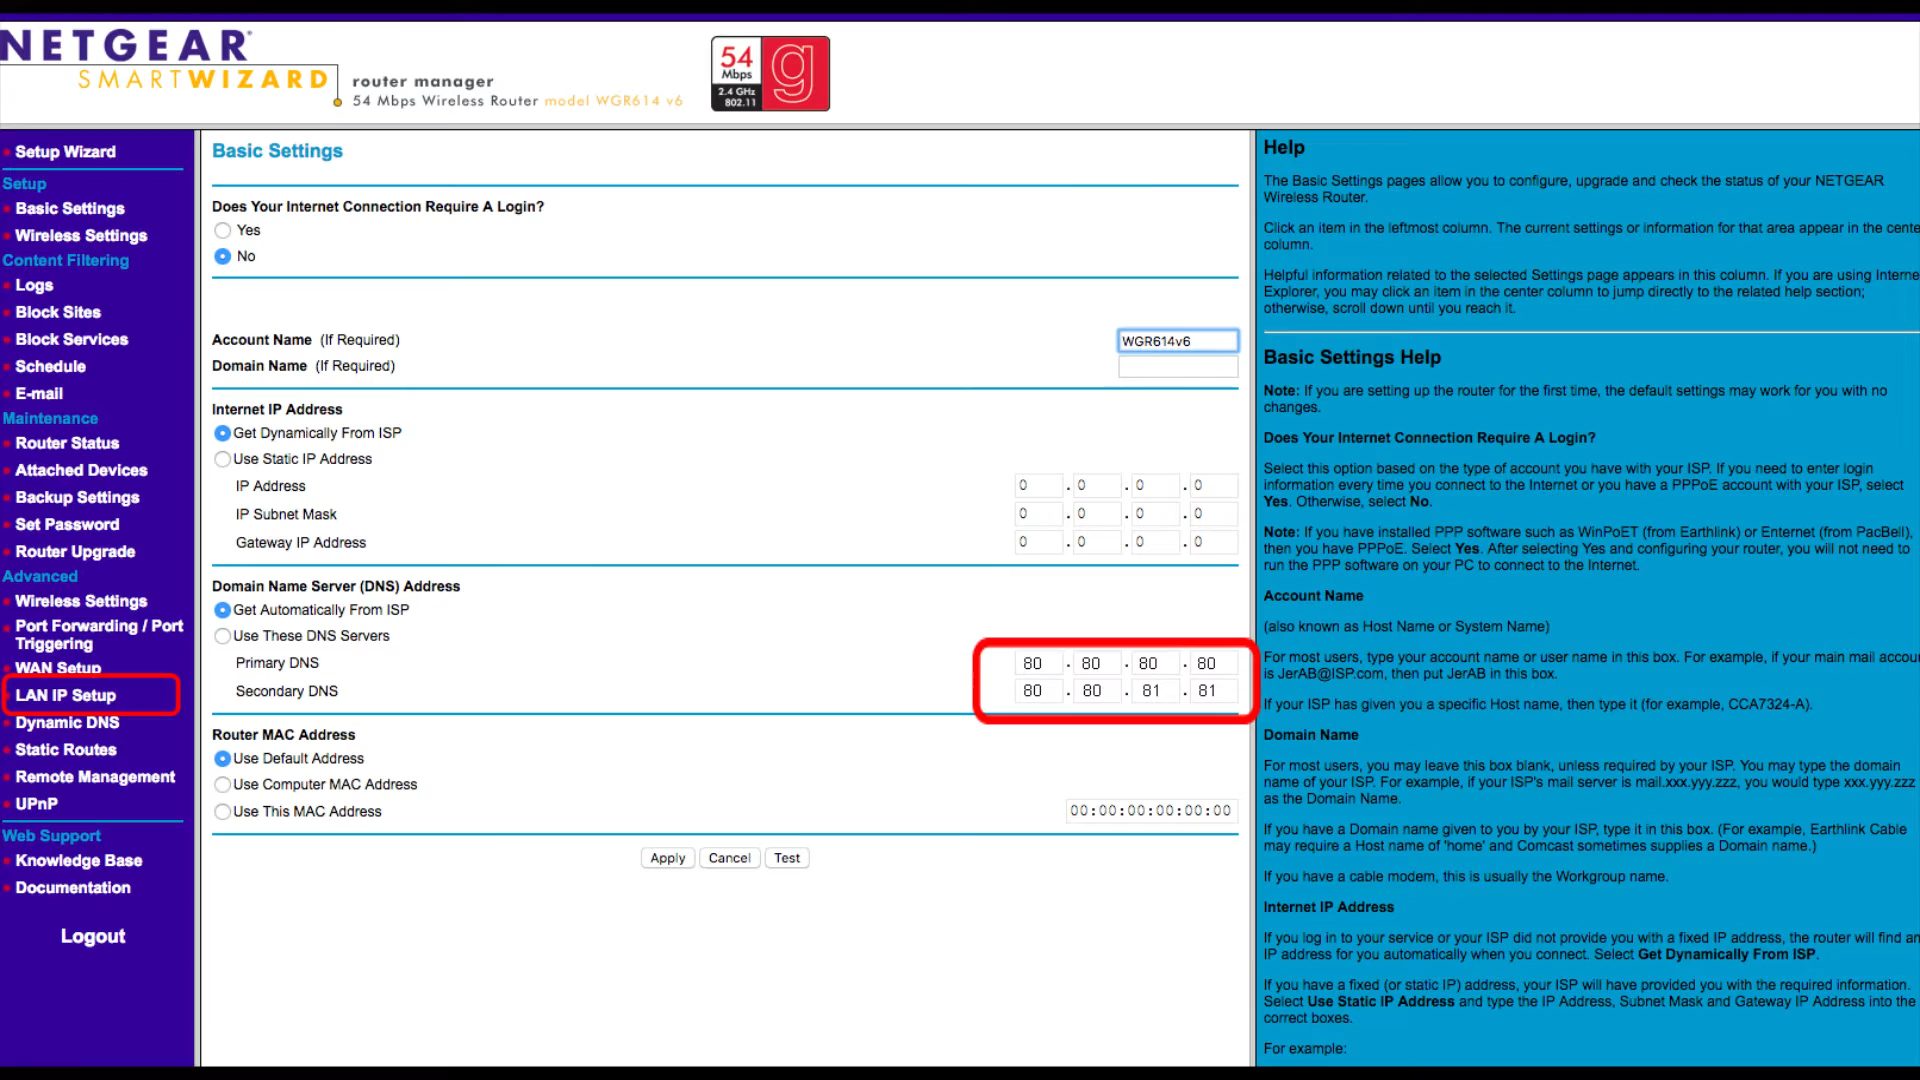 NETGEAR
SMARTWIZARD
router manager
54 Mbps Wireless Router model WGR614 v6
54
Mbps
2.4 GHz
802.11
g
Setup Wizard
Setup
Basic Settings
Wireless Settings
Content Filtering
Logs
Block Sites
Block Services
Schedule
E-mail
Maintenance
Router Status
Attached Devices
Backup Settings
Set Password
Router Upgrade
Advanced
Wireless Settings
Port Forwarding / Port
Triggering
WAN Setup
LAN IP Setup
Dynamic DNS
Static Routes
Remote Management
UPnP
Web Support
Knowledge Base
Documentation
Logout
Basic Settings
Does Your Internet Connection Require A Login?
Yes
No
Account Name (If Required) WGR614v6
Domain Name (If Required)
Internet IP Address
Get Dynamically From ISP
Use Static IP Address
IP Address 0 . 0 . 0 . 0
IP Subnet Mask 0 . 0 . 0 . 0
Gateway IP Address 0 . 0 . 0 . 0
Domain Name Server (DNS) Address
Get Automatically From ISP
Use These DNS Servers
Primary DNS 80 . 80 . 80 . 80
Secondary DNS 80 . 80 . 81 . 81
Router MAC Address
Use Default Address
Use Computer MAC Address
Use This MAC Address 00:00:00:00:00:00
Apply Cancel Test
Help
The Basic Settings pages allow you to configure, upgrade and check the status of your NETGEAR
Wireless Router.
Click an item in the leftmost column. The current settings or information for that area appear in the cente
column.
Helpful information related to the selected Settings page appears in this column. If you are using Interne
Explorer, you may click an item in the center column to jump directly to the related help section;
otherwise, scroll down until you reach it.
Basic Settings Help
Note: If you are setting up the router for the first time, the default settings may work for you with no
changes.
Does Your Internet Connection Require A Login?
Select this option based on the type of account you have with your ISP. If you need to enter login
information every time you connect to the Internet or you have a PPPoE account with your ISP, select
Yes. Otherwise, select No.
Note: If you have installed PPP software such as WinPoET (from Earthlink) or Enternet (from PacBell),
then you have PPPoE. Select Yes. After selecting Yes and configuring your router, you will not need to
run the PPP software on your PC to connect to the Internet.
Account Name
(also known as Host Name or System Name)
For most users, type your account name or user name in this box. For example, if your main mail accou
is JerAB@ISP.com, then put JerAB in this box.
If your ISP has given you a specific Host name, then type it (for example, CCA7324-A).
Domain Name
For most users, you may leave this box blank, unless required by your ISP. You may type the domain
name of your ISP. For example, if your ISP's mail server is mail.xxx.yyy.zzz, you would type xxx.yyy.zzz
as the Domain Name.
If you have a Domain name given to you by your ISP, type it in this box. (For example, Earthlink Cable
may require a Host name of 'home' and Comcast sometimes supplies a Domain name.)
If you have a cable modem, this is usually the Workgroup name.
Internet IP Address
If you log in to your service or your ISP did not provide you with a fixed IP address, the router will find an
IP address for you automatically when you connect. Select Get Dynamically From ISP.
If you have a fixed (or static IP) address, your ISP will have provided you with the required information.
Select Use Static IP Address and type the IP Address, Subnet Mask and Gateway IP Address into the
correct boxes.
For example: